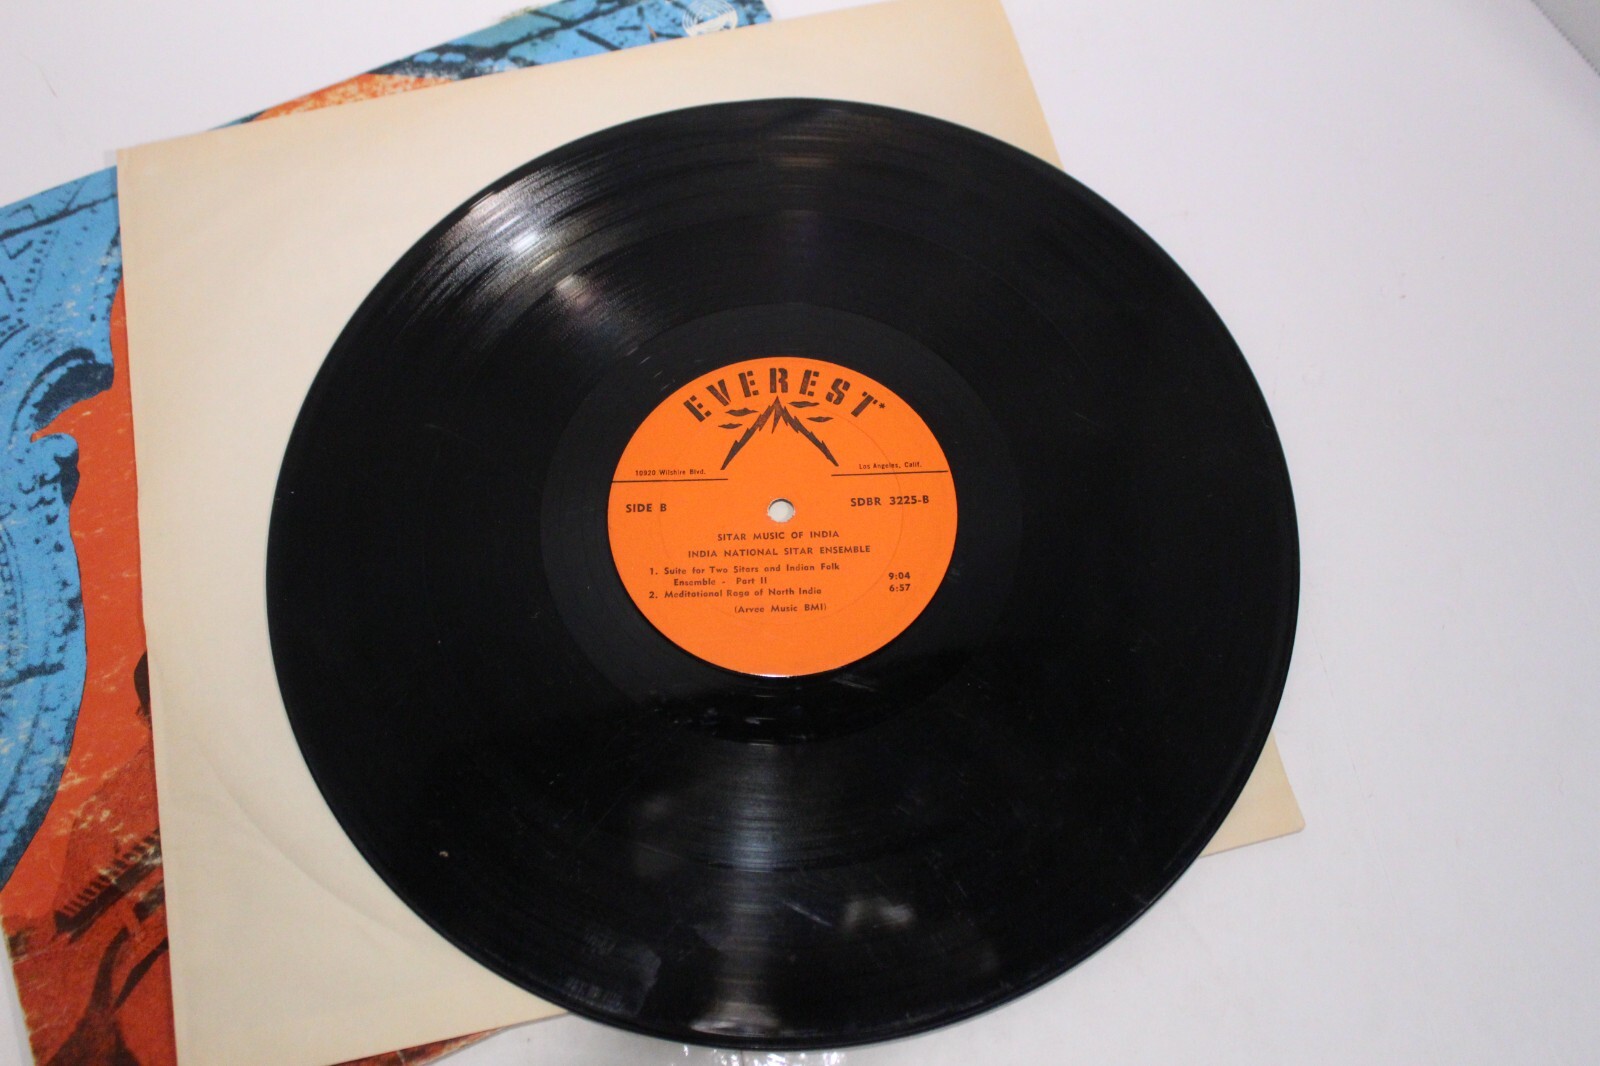 EVEREST*
10920 Wilshire Blvd.
Los Angeles, Calif.
SIDE B
SDBR 3225-B
SITAR MUSIC OF INDIA
INDIA NATIONAL SITAR ENSEMBLE
1. Suite for Two Sitars and Indian Folk
Ensemble - Part II 9:04
2. Meditational Raga of North India 6:57
(Arvee Music BMI)